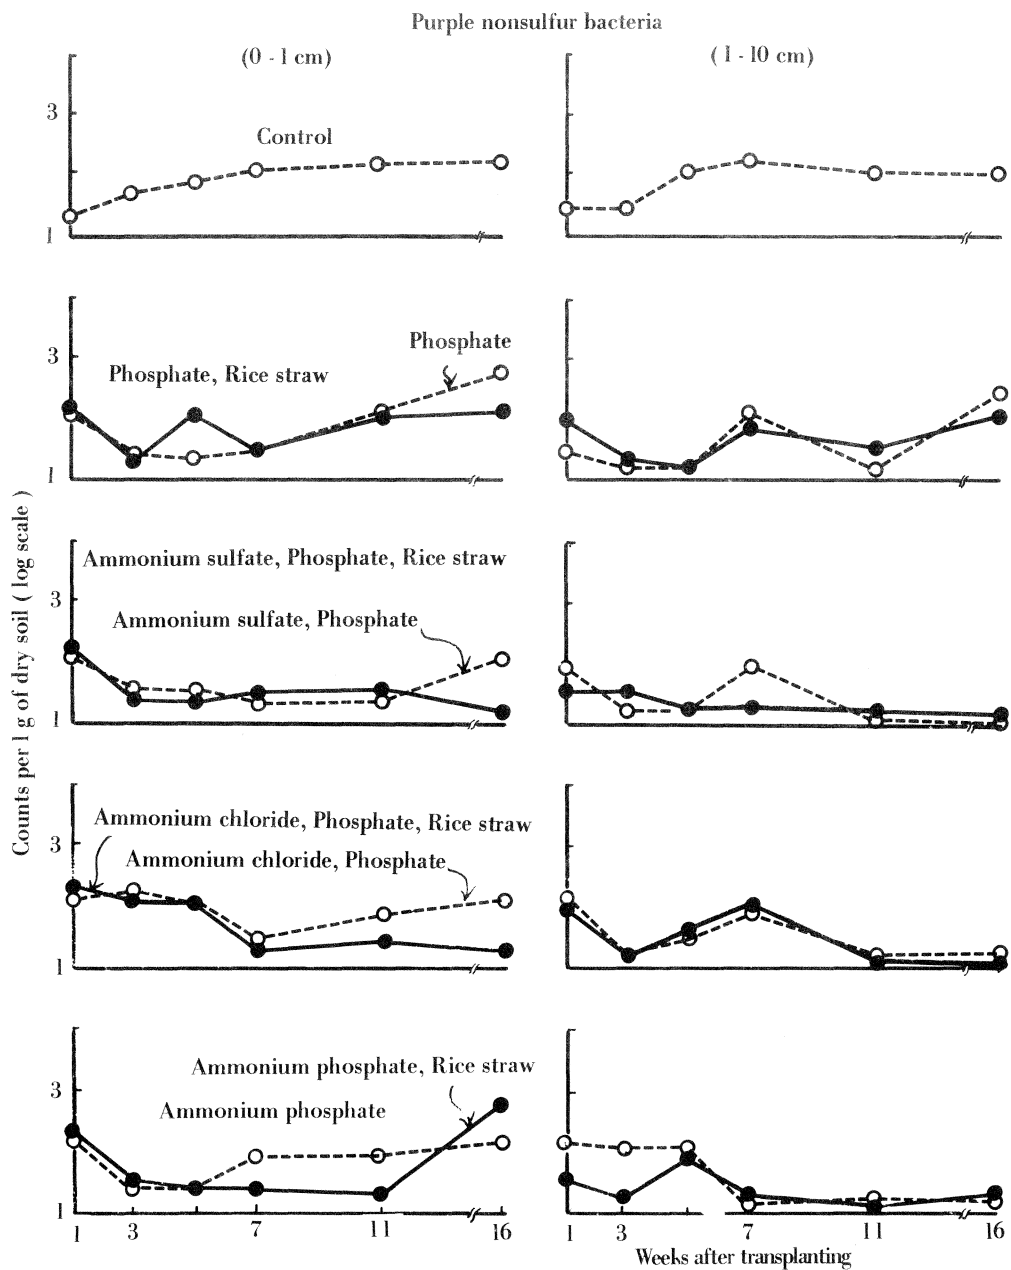 Purple nonsulfur bacteria
(0 - 1 cm)
(1 - 10 cm)
3
Control
1
3
Phosphate
Phosphate, Rice straw
1
Counts per 1 g of dry soil ( log scale )
Ammonium sulfate, Phosphate, Rice straw
3
Ammonium sulfate, Phosphate
1
Ammonium chloride, Phosphate, Rice straw
3
Ammonium chloride, Phosphate
1
Ammonium phosphate, Rice straw
3
Ammonium phosphate
1
1 3 7 11 16
1 3 7 11 16
Weeks after transplanting